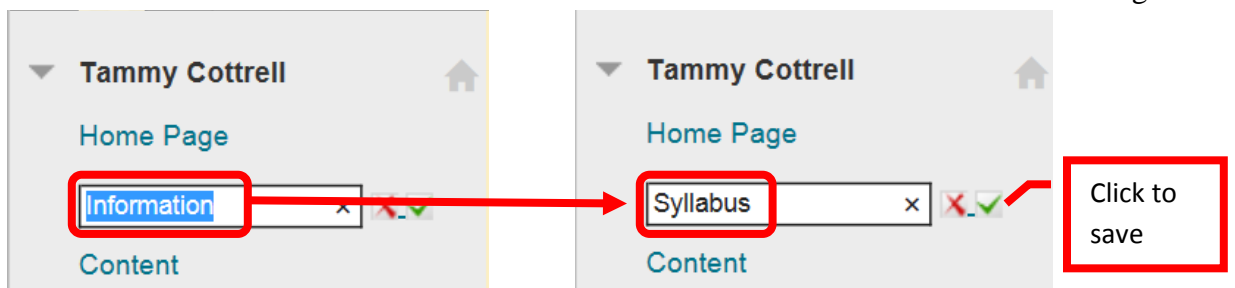 Tammy Cottrell
Home Page
Information ×
Content
Tammy Cottrell
Home Page
Syllabus ×
Content
Click to
save